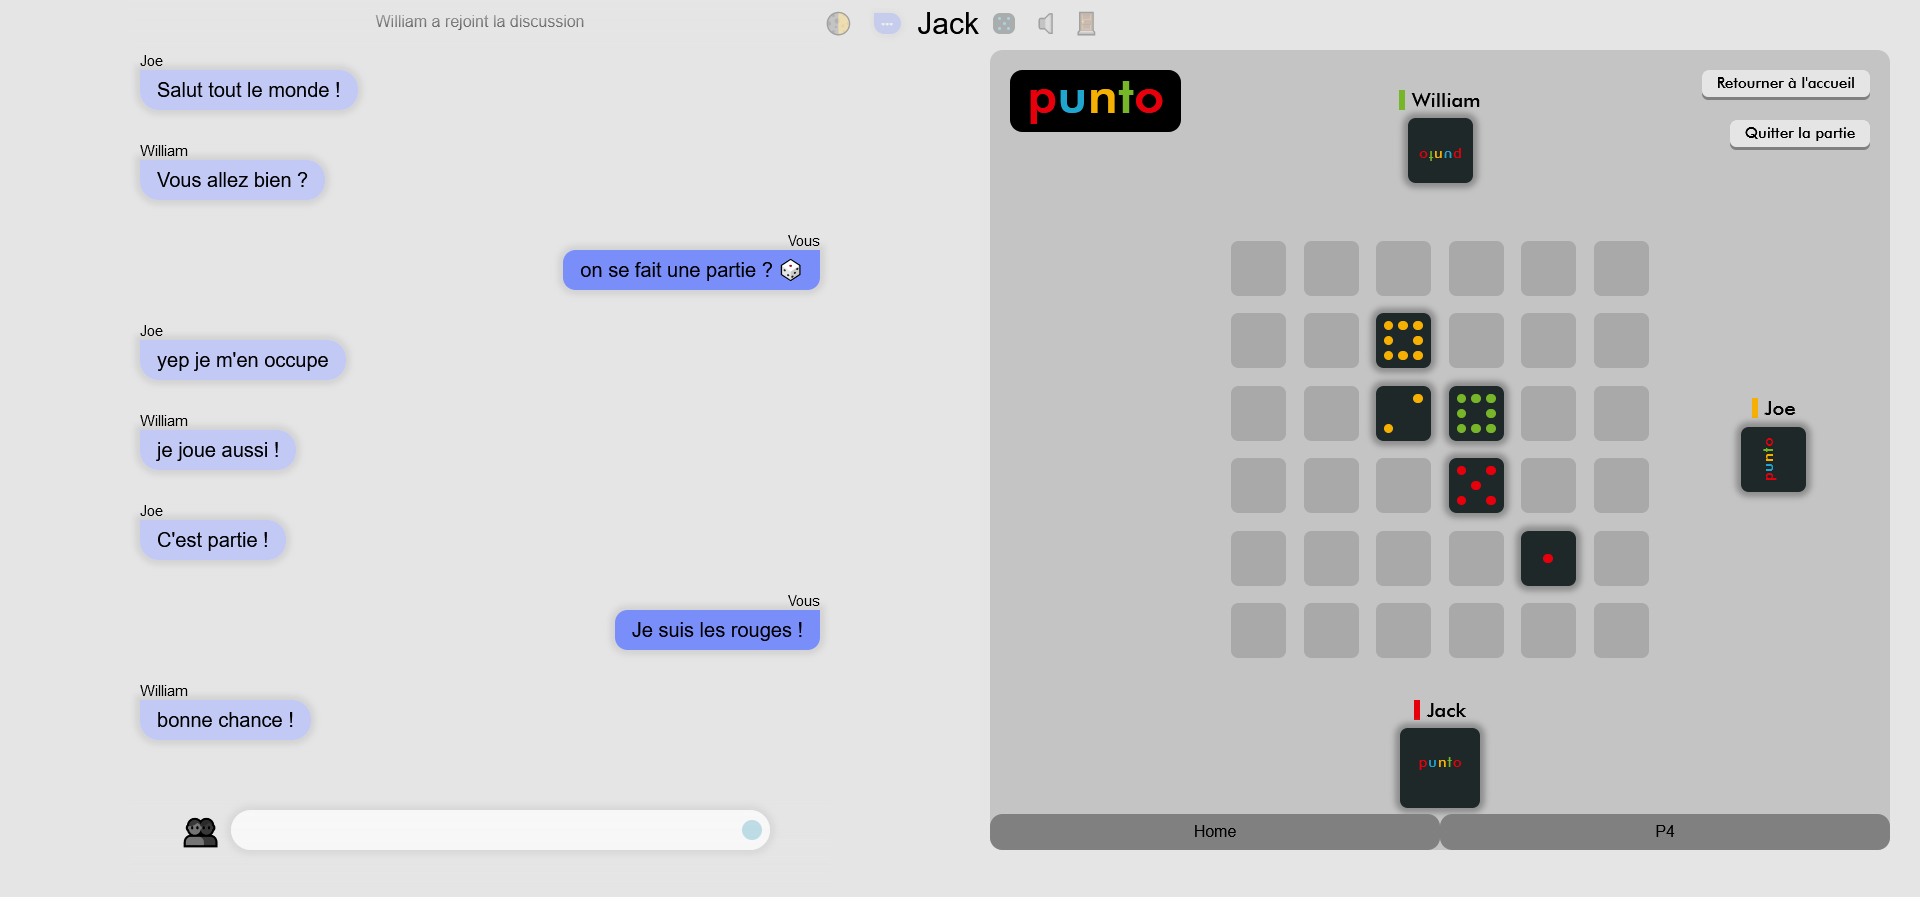 William a rejoint la discussion
Jack
Joe
Salut tout le monde !
William
Vous allez bien ?
Vous
on se fait une partie ? 🎲
Joe
yep je m'en occupe
William
je joue aussi !
Joe
C'est partie !
Vous
Je suis les rouges !
William
bonne chance !
punto
Retourner à l'accueil
Quitter la partie
William
punto
Joe
punto
Jack
punto
Home
P4